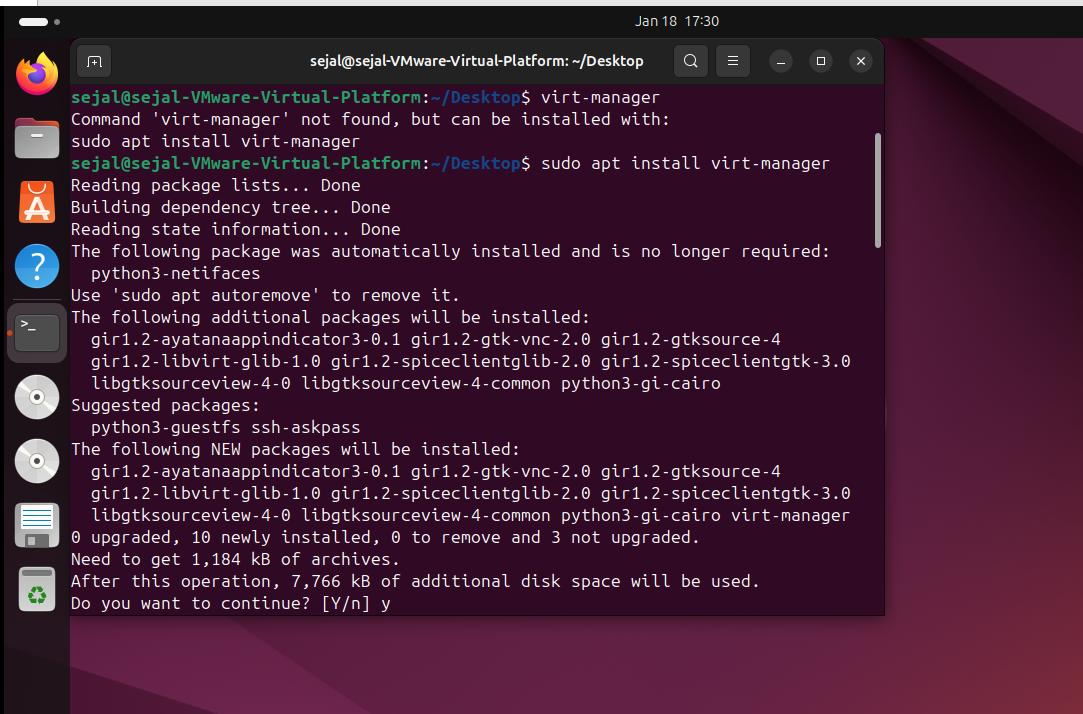 Jan 18 17:30
sejal@sejal-VMware-Virtual-Platform: ~/Desktop
sejal@sejal-VMware-Virtual-Platform:~/Desktop$ virt-manager
Command 'virt-manager' not found, but can be installed with:
sudo apt install virt-manager
sejal@sejal-VMware-Virtual-Platform:~/Desktop$ sudo apt install virt-manager
Reading package lists... Done
Building dependency tree... Done
Reading state information... Done
The following package was automatically installed and is no longer required:
  python3-netifaces
Use 'sudo apt autoremove' to remove it.
The following additional packages will be installed:
  gir1.2-ayatanaappindicator3-0.1 gir1.2-gtk-vnc-2.0 gir1.2-gtksource-4
  gir1.2-libvirt-glib-1.0 gir1.2-spiceclientglib-2.0 gir1.2-spiceclientgtk-3.0
  libgtksourceview-4-0 libgtksourceview-4-common python3-gi-cairo
Suggested packages:
  python3-guestfs ssh-askpass
The following NEW packages will be installed:
  gir1.2-ayatanaappindicator3-0.1 gir1.2-gtk-vnc-2.0 gir1.2-gtksource-4
  gir1.2-libvirt-glib-1.0 gir1.2-spiceclientglib-2.0 gir1.2-spiceclientgtk-3.0
  libgtksourceview-4-0 libgtksourceview-4-common python3-gi-cairo virt-manager
0 upgraded, 10 newly installed, 0 to remove and 3 not upgraded.
Need to get 1,184 kB of archives.
After this operation, 7,766 kB of additional disk space will be used.
Do you want to continue? [Y/n] y